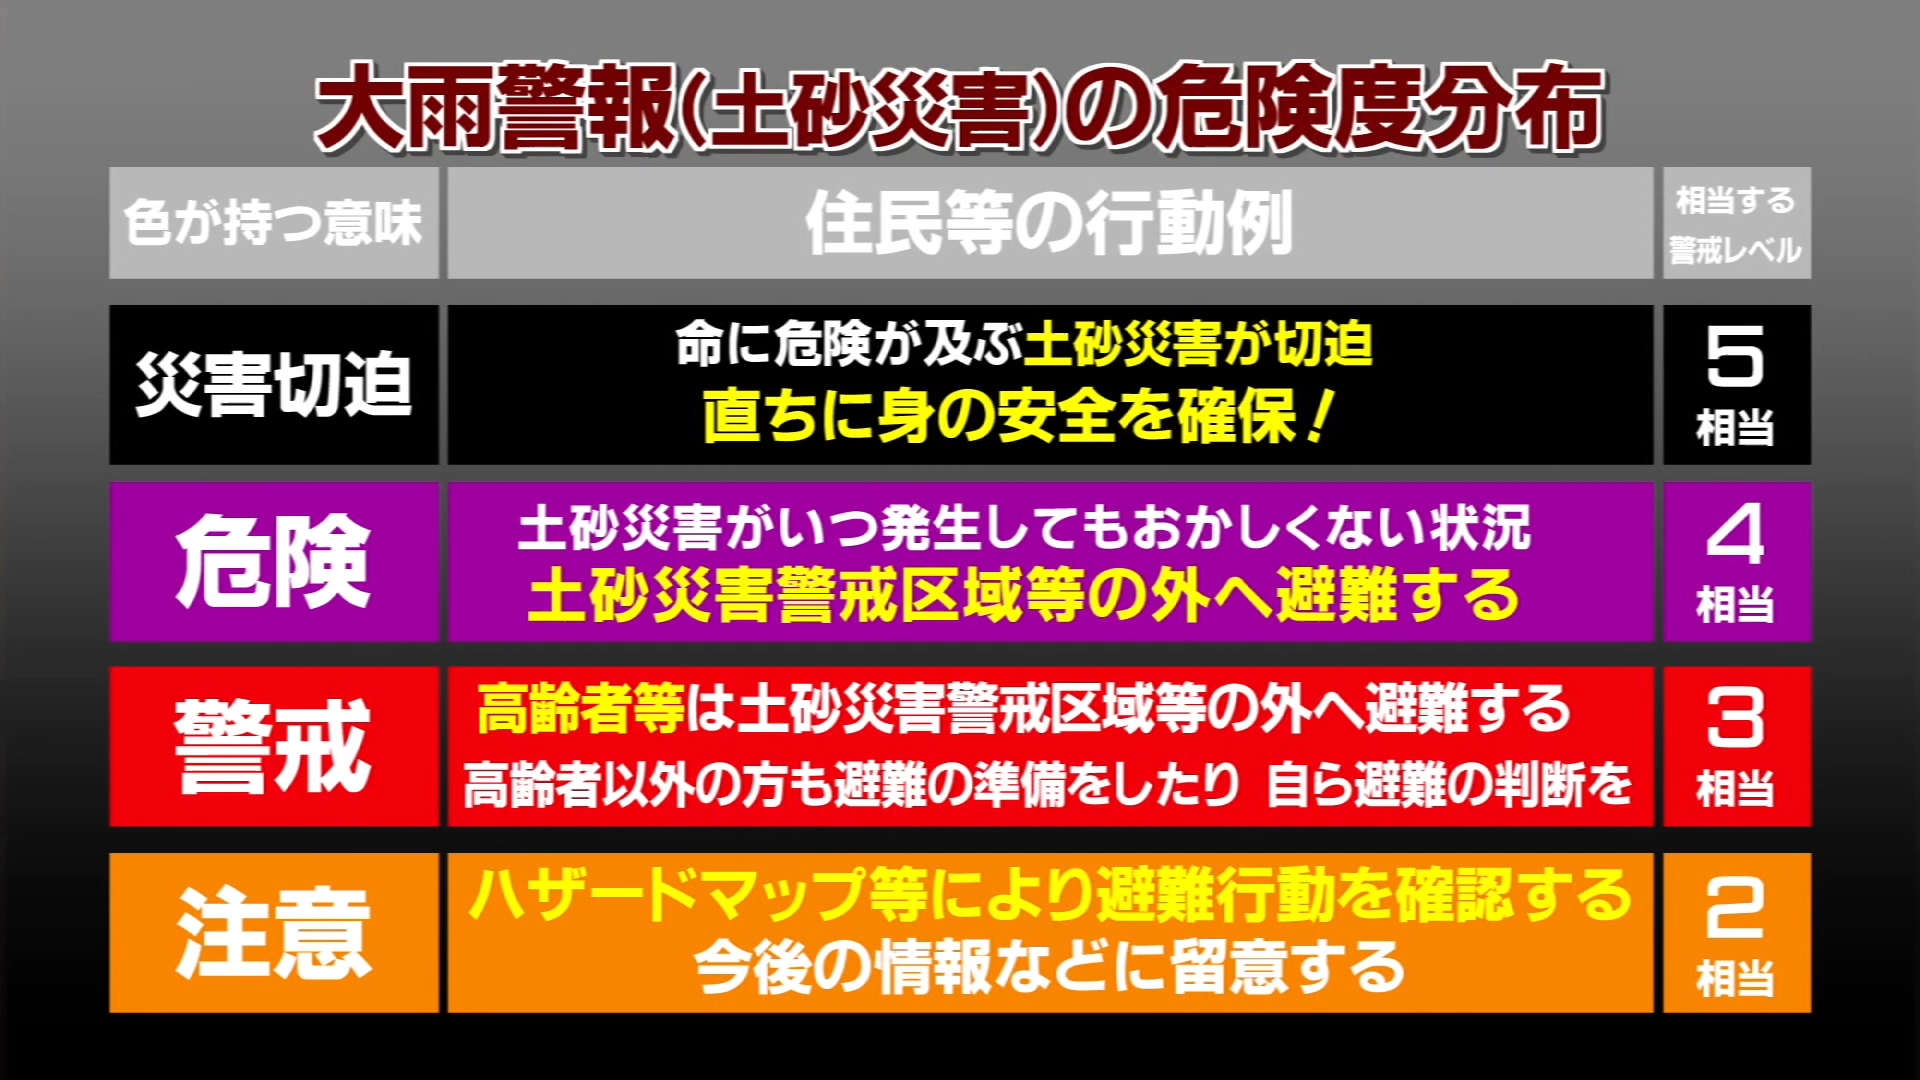 大雨警報(土砂災害)の危険度分布
色が持つ意味
住民等の行動例
相当する
警戒レベル
災害切迫
命に危険が及ぶ土砂災害が切迫
直ちに身の安全を確保!
5
相当
危険
土砂災害がいつ発生してもおかしくない状況
土砂災害警戒区域等の外へ避難する
4
相当
警戒
高齢者等は土砂災害警戒区域等の外へ避難する
高齢者以外の方も避難の準備をしたり 自ら避難の判断を
3
相当
注意
ハザードマップ等により避難行動を確認する
今後の情報などに留意する
2
相当